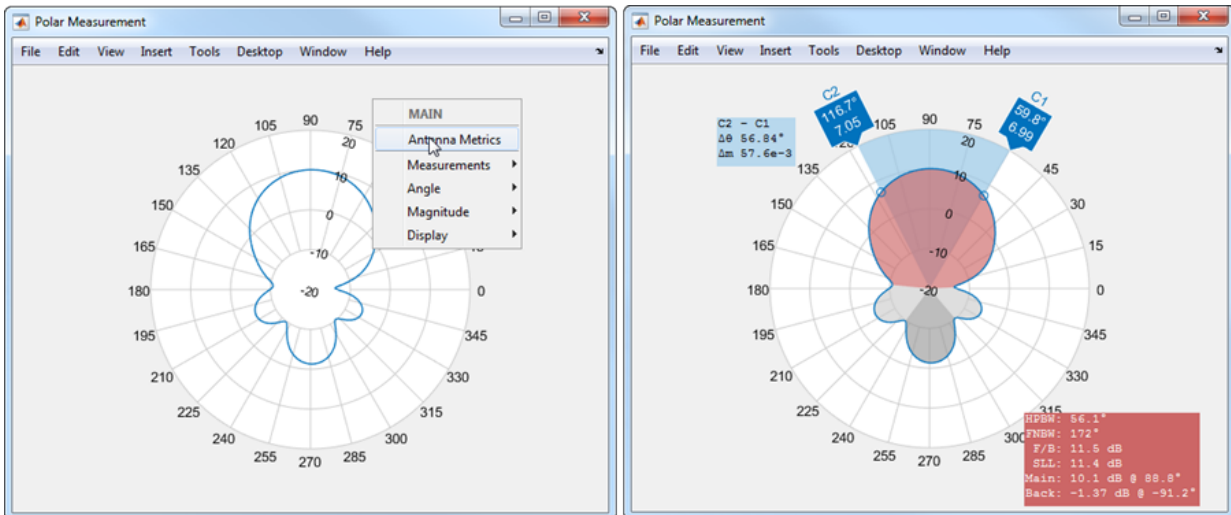 Polar Measurement
File Edit View Insert Tools Desktop Window Help
MAIN
Antenna Metrics
Measurements
Angle
Magnitude
Display
90
105
75
120
20
135
10
150
0
165
-10
180
-20
0
195
345
210
330
225
315
240
300
255
270
285
Polar Measurement
File Edit View Insert Tools Desktop Window Help
C2
116.7°
7.05
C1
59.8°
6.99
C2 - C1
Δθ 56.84°
Δm 57.6e-3
105
90
75
20
135
45
10
150
30
0
165
15
-10
180
-20
0
195
345
210
330
225
315
240
300
255
270
285
HPBW: 56.1°
FNBW: 172°
F/B: 11.5 dB
SLL: 11.4 dB
Main: 10.1 dB @ 88.8°
Back: -1.37 dB @ -91.2°